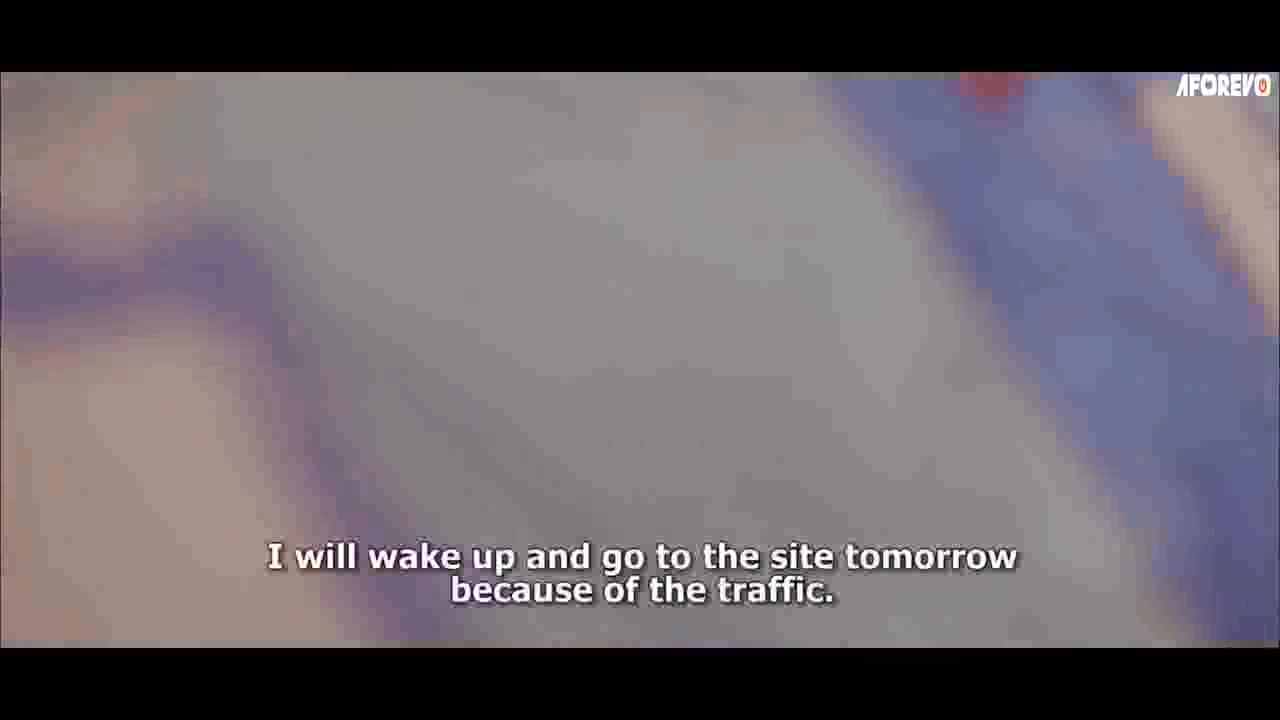 AFOREVO
I will wake up and go to the site tomorrow
because of the traffic.